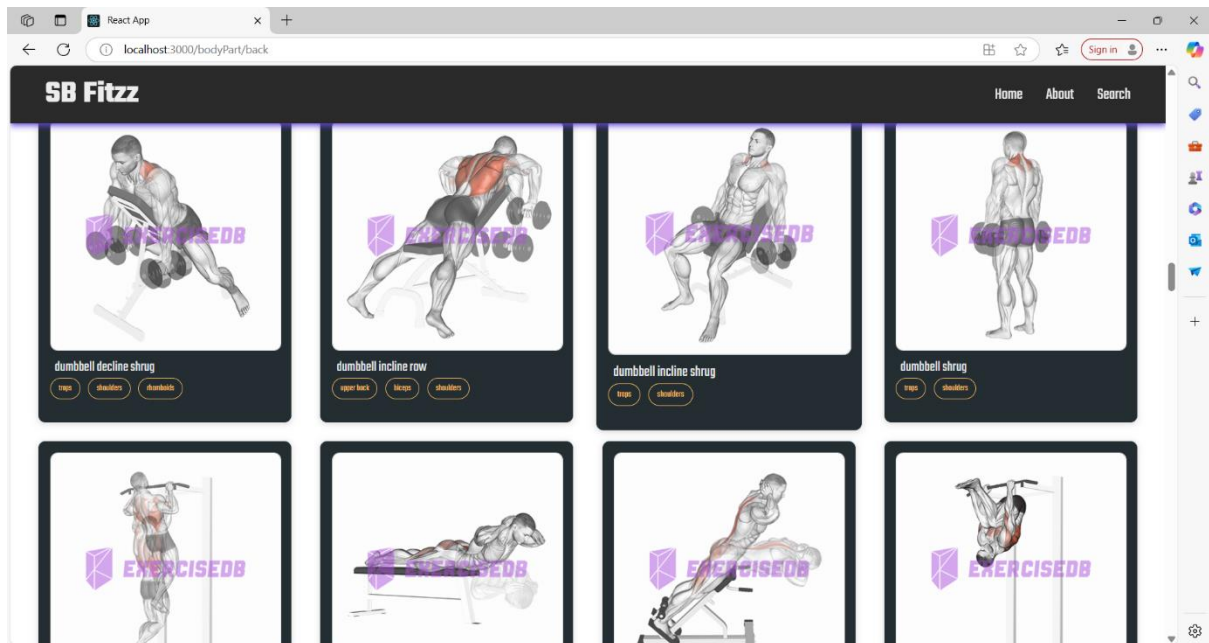 React App
localhost:3000/bodyPart/back
Sign in
SB Fitzz
Home About Search
EXERCISEDB EXERCISEDB EXERCISEDB EXERCISEDB
dumbbell decline shrug dumbbell incline row dumbbell incline shrug dumbbell shrug
traps shoulders rhomboids upper back biceps shoulders traps shoulders traps shoulders
EXERCISEDB EXERCISEDB EXERCISEDB EXERCISEDB